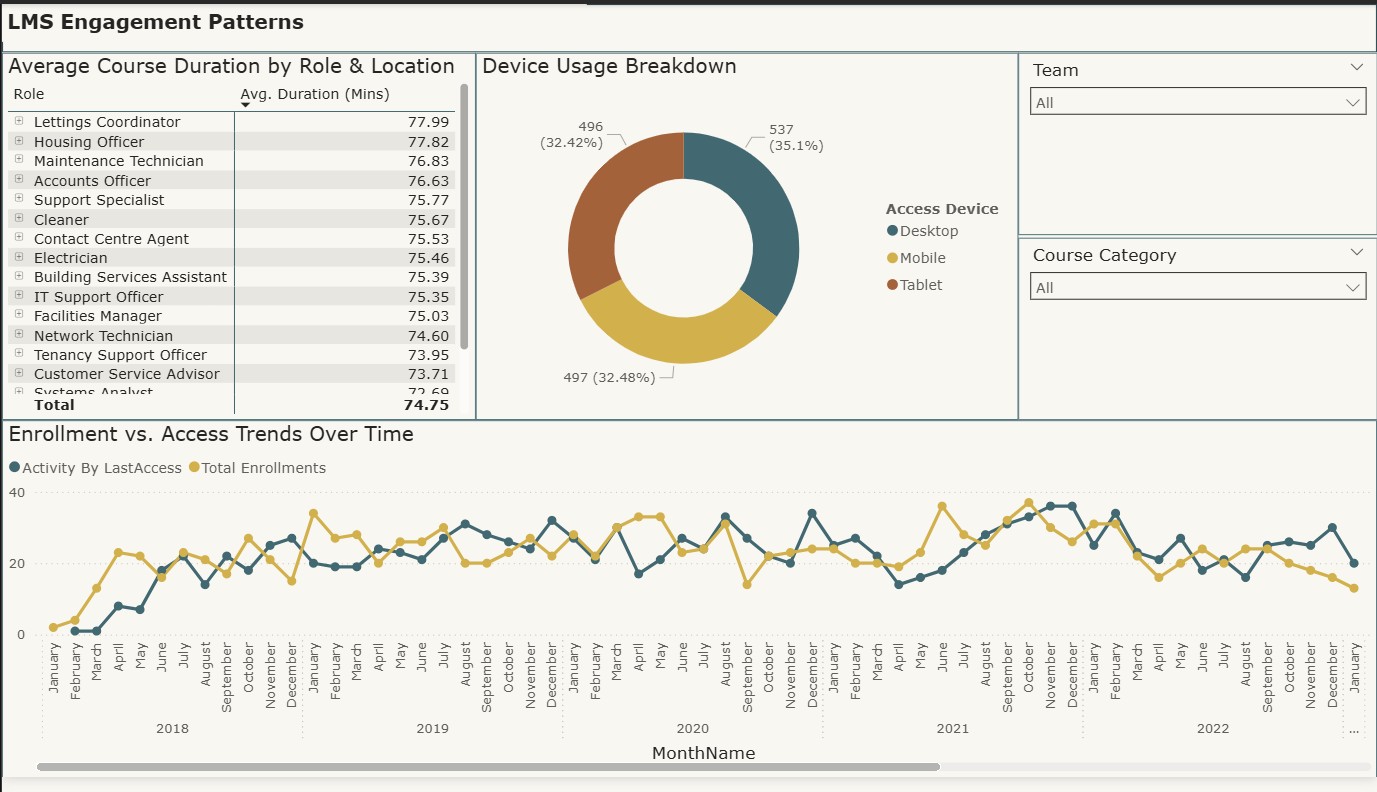 LMS Engagement Patterns
Average Course Duration by Role & Location
Role Avg. Duration (Mins)
Lettings Coordinator 77.99
Housing Officer 77.82
Maintenance Technician 76.83
Accounts Officer 76.63
Support Specialist 75.77
Cleaner 75.67
Contact Centre Agent 75.53
Electrician 75.46
Building Services Assistant 75.39
IT Support Officer 75.35
Facilities Manager 75.03
Network Technician 74.60
Tenancy Support Officer 73.95
Customer Service Advisor 73.71
Systems Analyst 72.69
Total 74.75
Device Usage Breakdown
496
(32.42%)
537
(35.1%)
497 (32.48%)
Access Device
Desktop
Mobile
Tablet
Team
All
Course Category
All
Enrollment vs. Access Trends Over Time
Activity By LastAccess Total Enrollments
40
20
0
January February March April May June July August September October November December January February March April May June July August September October November December January February March April May June July August September October November December January February March April May June July August September October November December January February March April May June July August September October November December January
2018 2019 2020 2021 2022 ...
MonthName